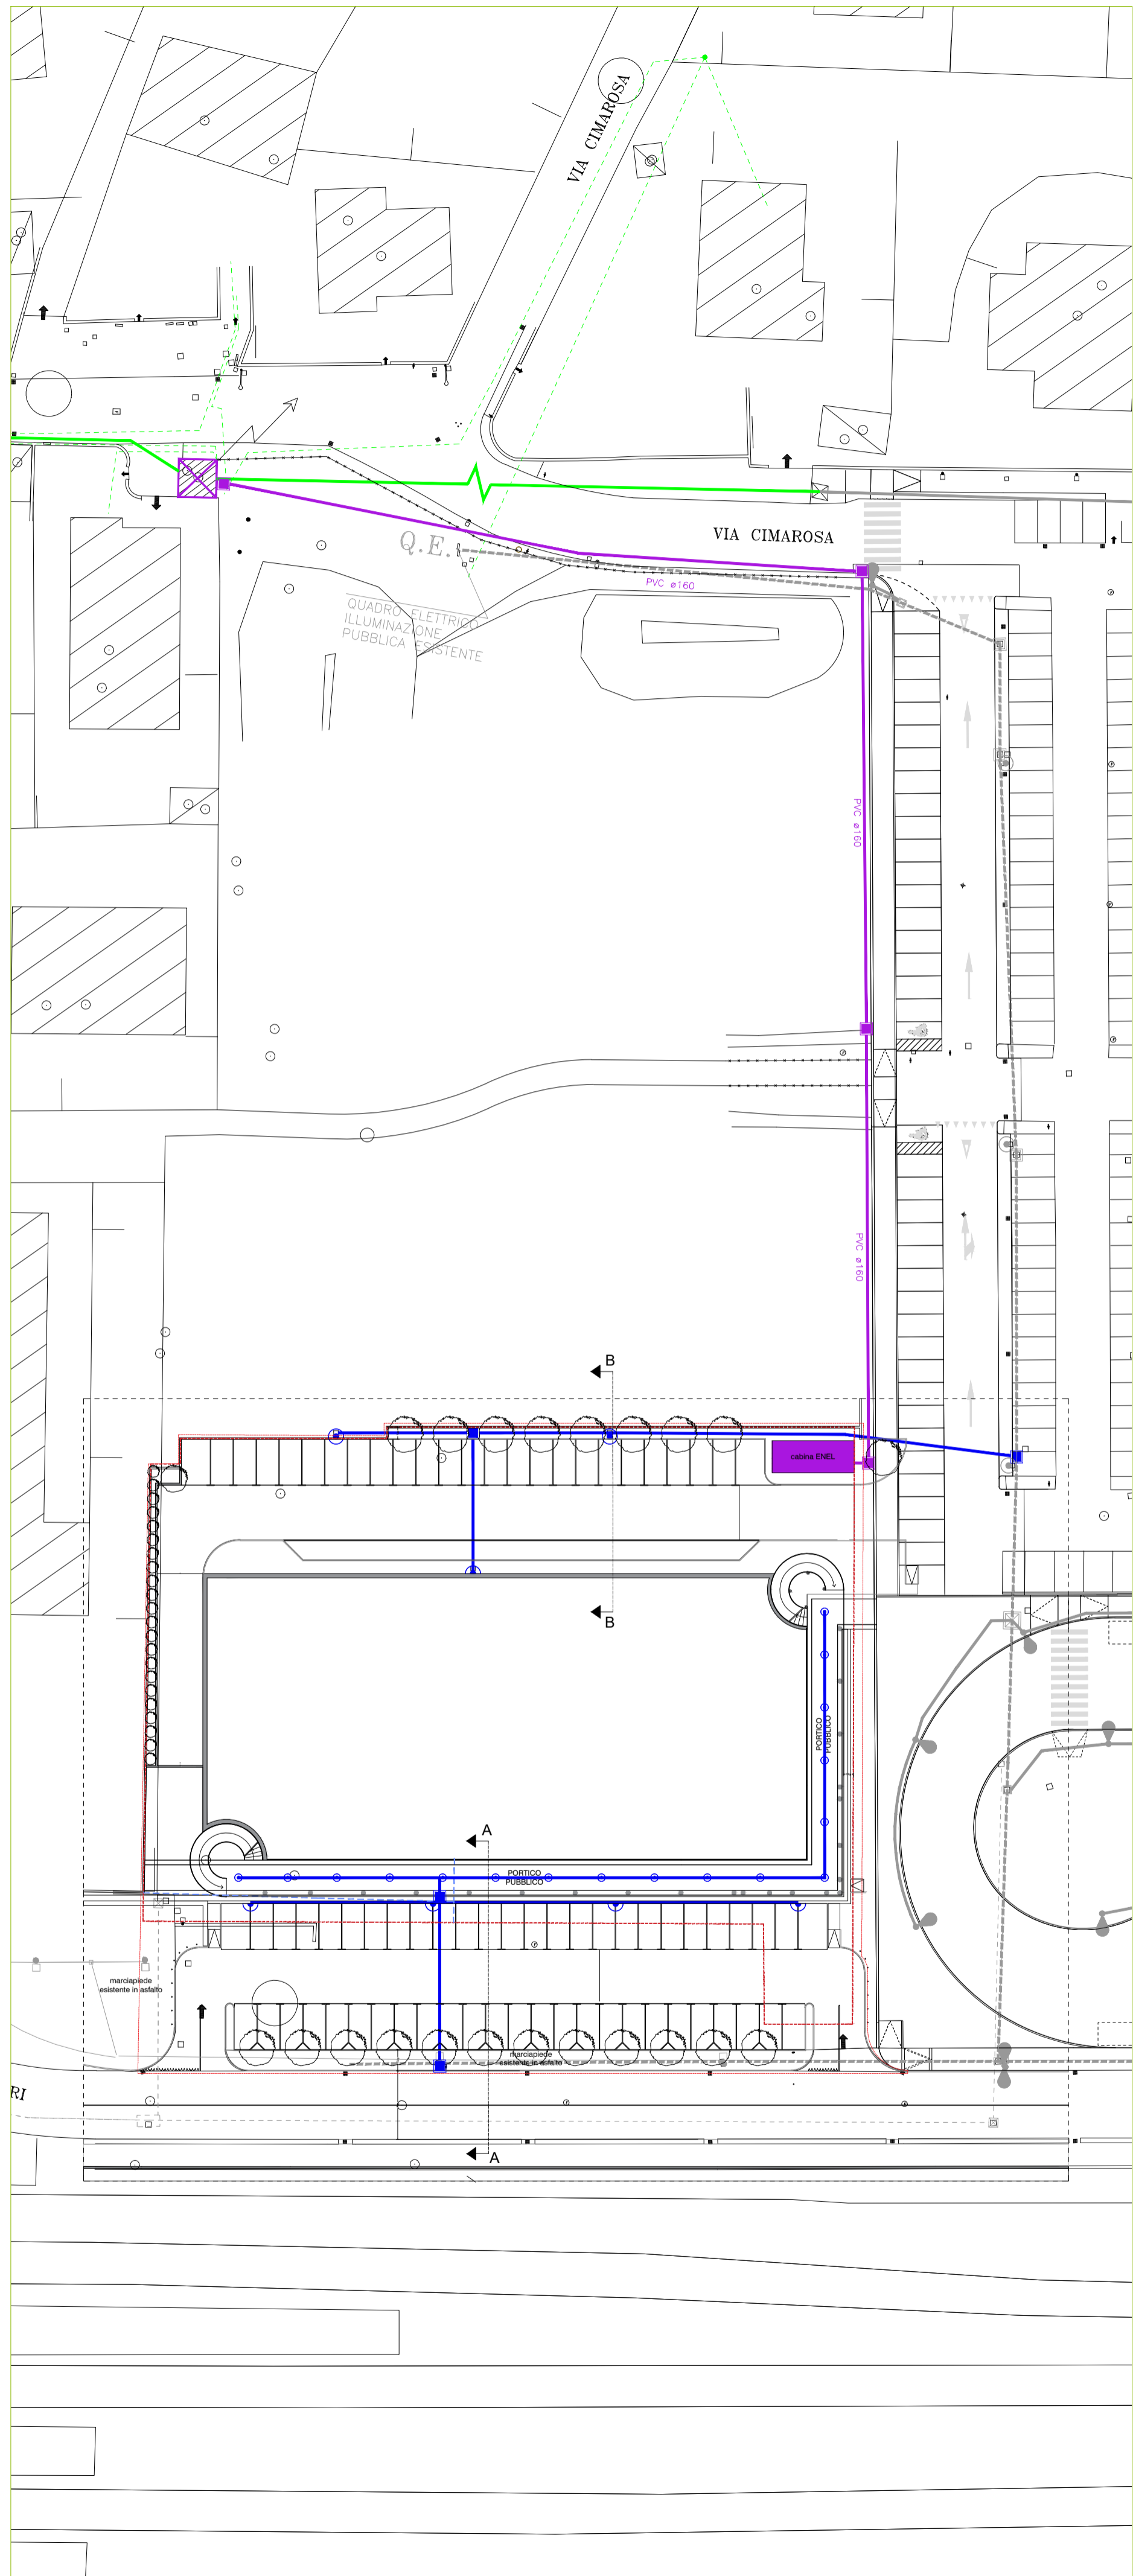 VIA CIMAROSA
VIA CIMAROSA
Q.E.
PVC ø160
QUADRO ELETTRICO
ILLUMINAZIONE
PUBBLICA ESISTENTE
PVC ø160
PVC ø160
B
cabina ENEL
B
PORTICO
PUBBLICO
A
PORTICO
PUBBLICO
marciapiede
esistente in asfalto
marciapiede
esistente in asfalto
RI
A